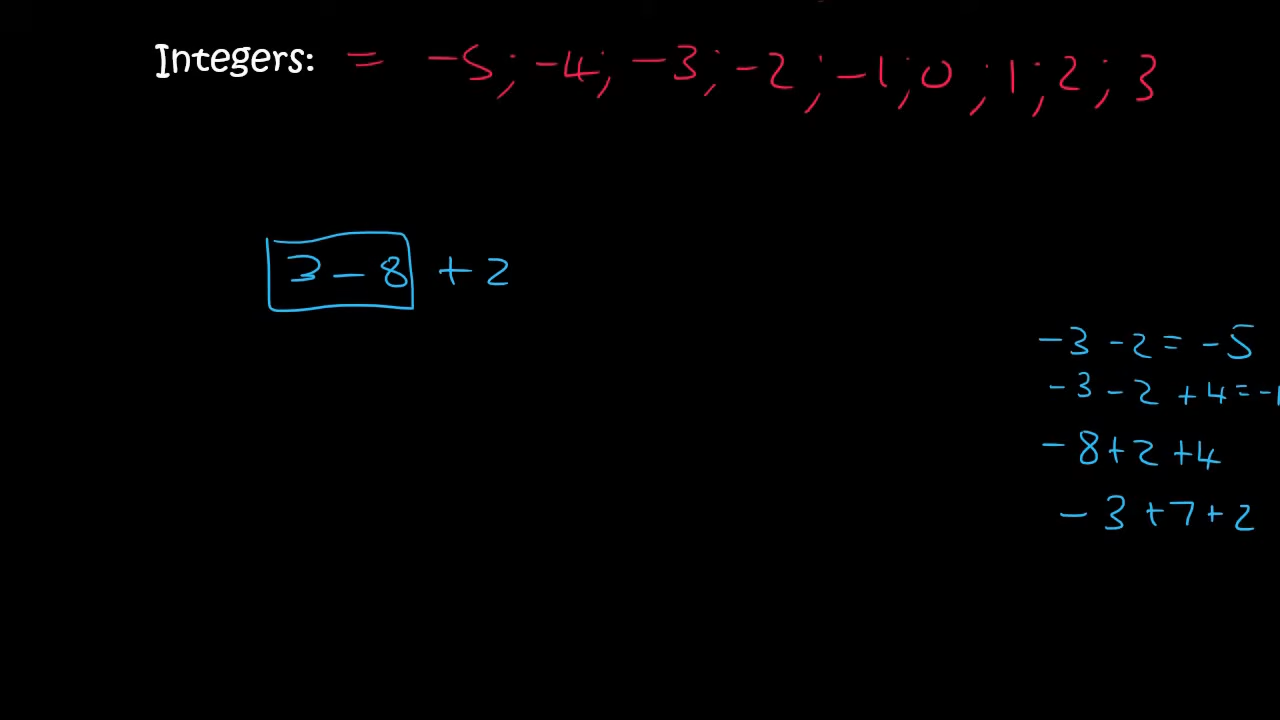 Integers: = -5; -4; -3; -2; -1; 0; 1; 2; 3
3 - 8 + 2
-3 -2 = -5
-3 - 2 + 4 = -1
-8 + 2 + 4
-3 + 7 + 2